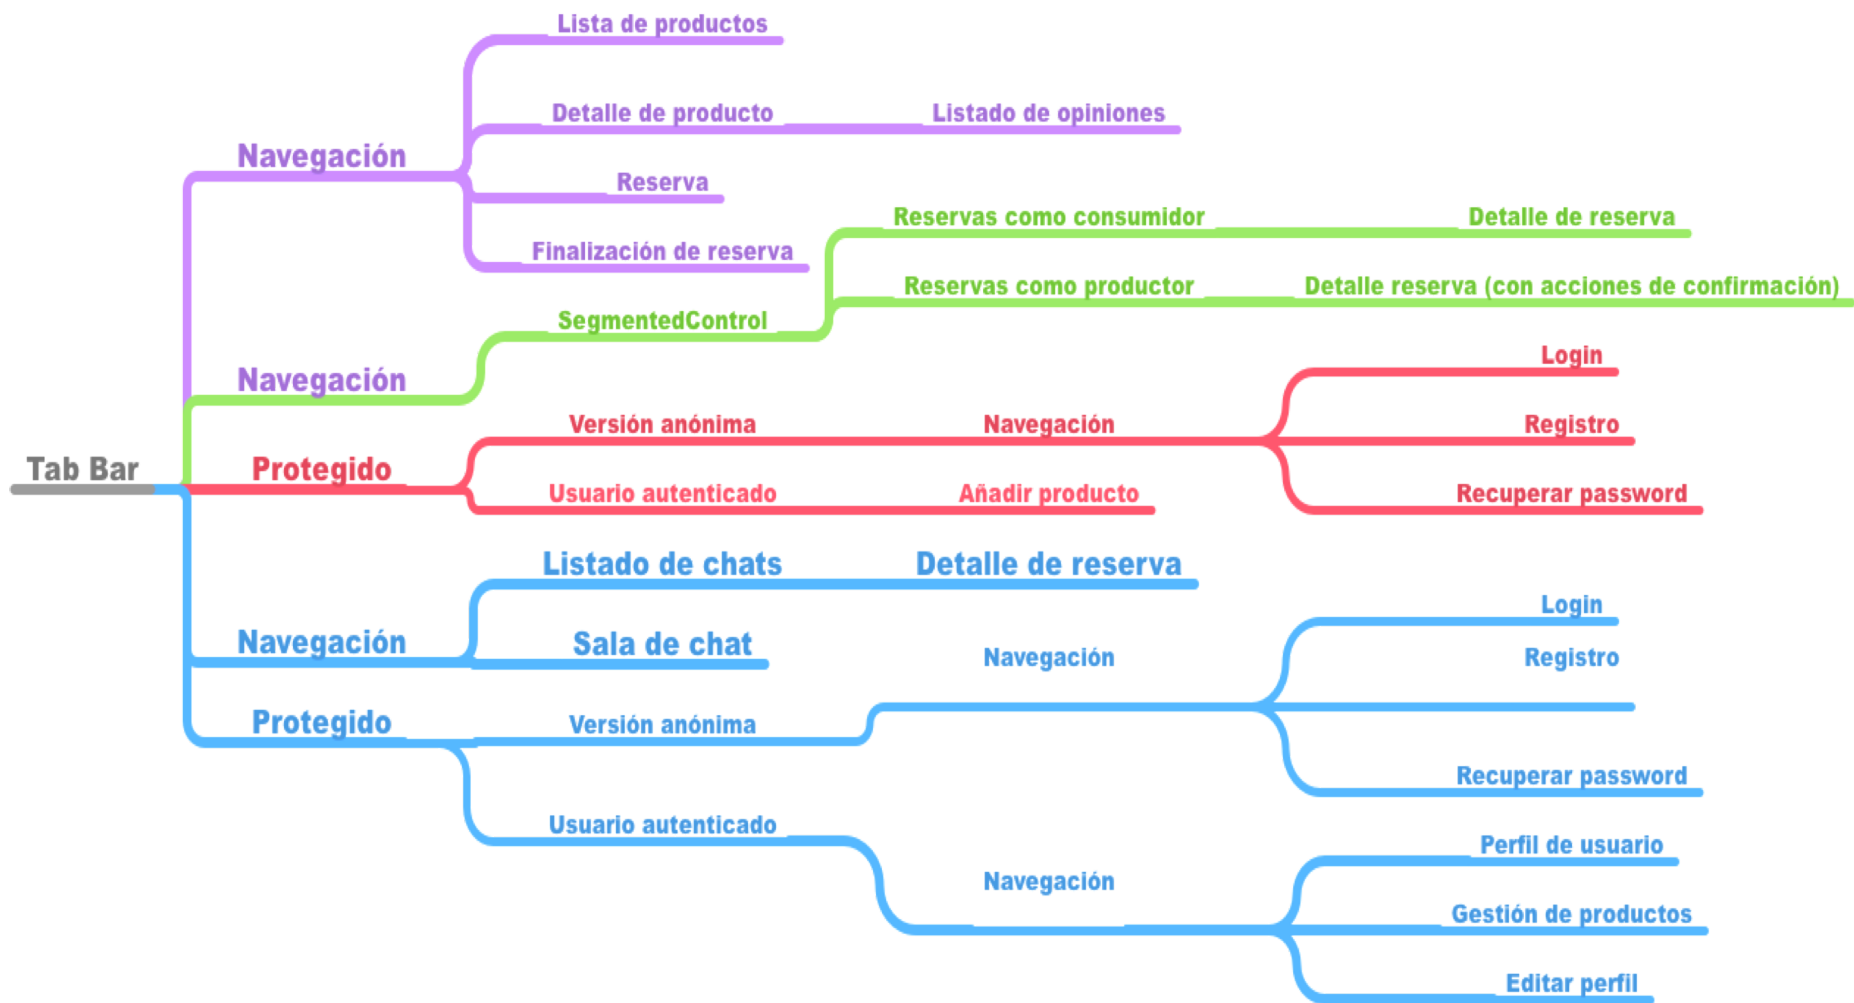 Tab Bar
Navegación
Lista de productos
Detalle de producto
Listado de opiniones
Reserva
Finalización de reserva
Navegación
SegmentedControl
Reservas como consumidor
Detalle de reserva
Reservas como productor
Detalle reserva (con acciones de confirmación)
Protegido
Versión anónima
Navegación
Login
Registro
Recuperar password
Usuario autenticado
Añadir producto
Navegación
Listado de chats
Detalle de reserva
Sala de chat
Protegido
Versión anónima
Navegación
Login
Registro
Recuperar password
Usuario autenticado
Navegación
Perfil de usuario
Gestión de productos
Editar perfil